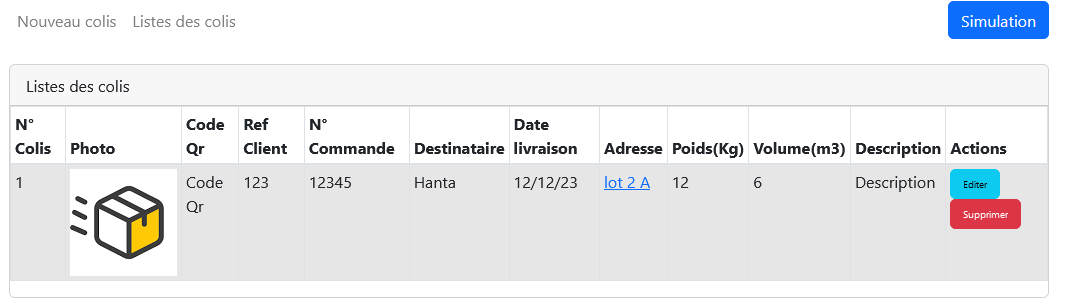 Nouveau colis Listes des colis Simulation
Listes des colis
N° Colis Photo Code Qr Ref Client N° Commande Destinataire Date livraison Adresse Poids(Kg) Volume(m3) Description Actions
1 Code Qr 123 12345 Hanta 12/12/23 lot 2 A 12 6 Description Editer
Supprimer